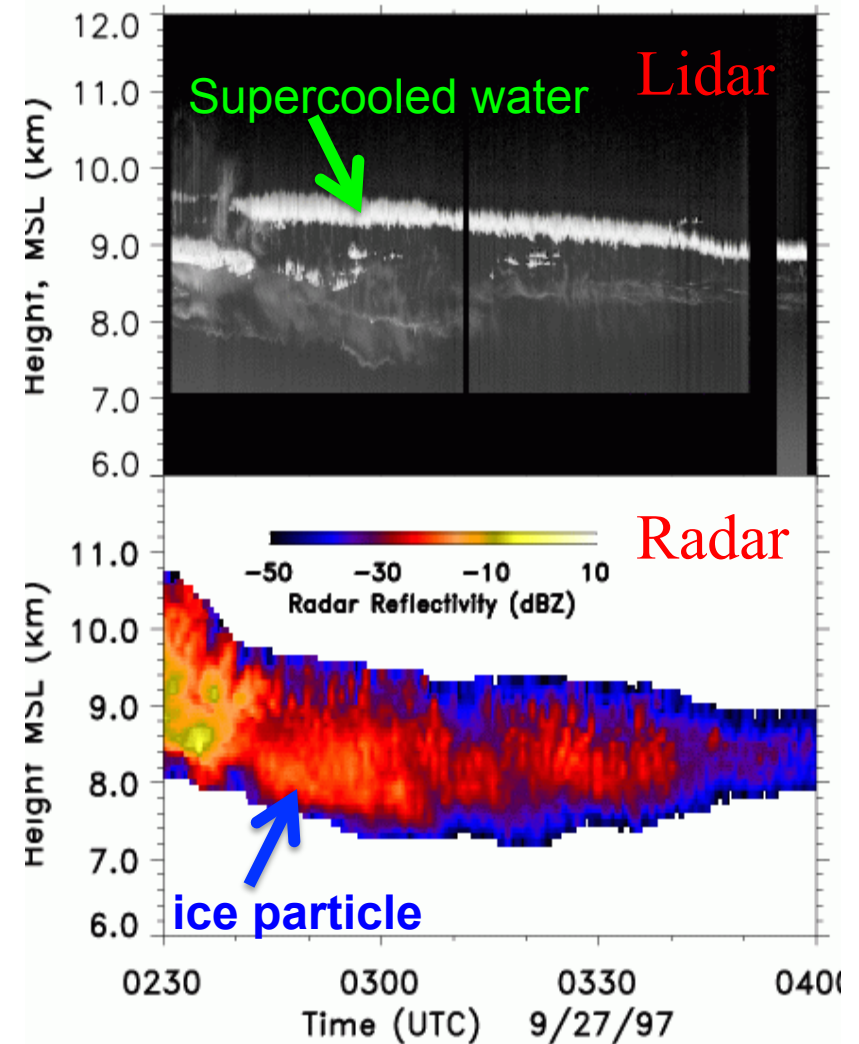 12.0
Lidar
Supercooled water
11.0
10.0
9.0
8.0
7.0
6.0
Height, MSL (km)
Radar
11.0
-50 -30 -10 10
Radar Reflectivity (dBZ)
10.0
9.0
8.0
7.0
6.0
Height MSL (km)
ice particle
0230 0300 0330 040
Time (UTC) 9/27/97